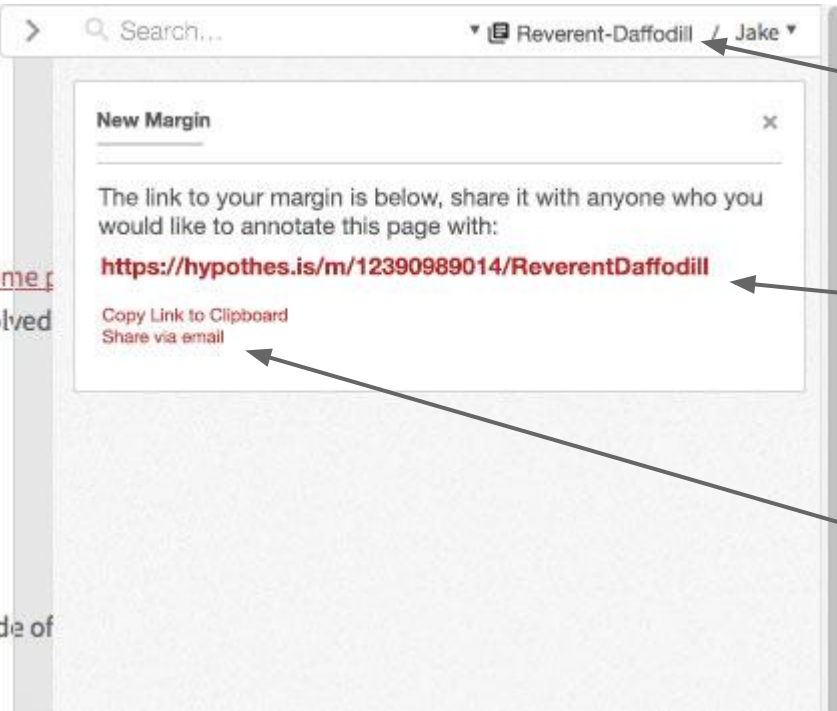 Search...
Reverent-Daffodill / Jake
New Margin
The link to your margin is below, share it with anyone who you
would like to annotate this page with:
https://hypothes.is/m/12390989014/ReverentDaffodill
me p
lved
Copy Link to Clipboard
Share via email
de of